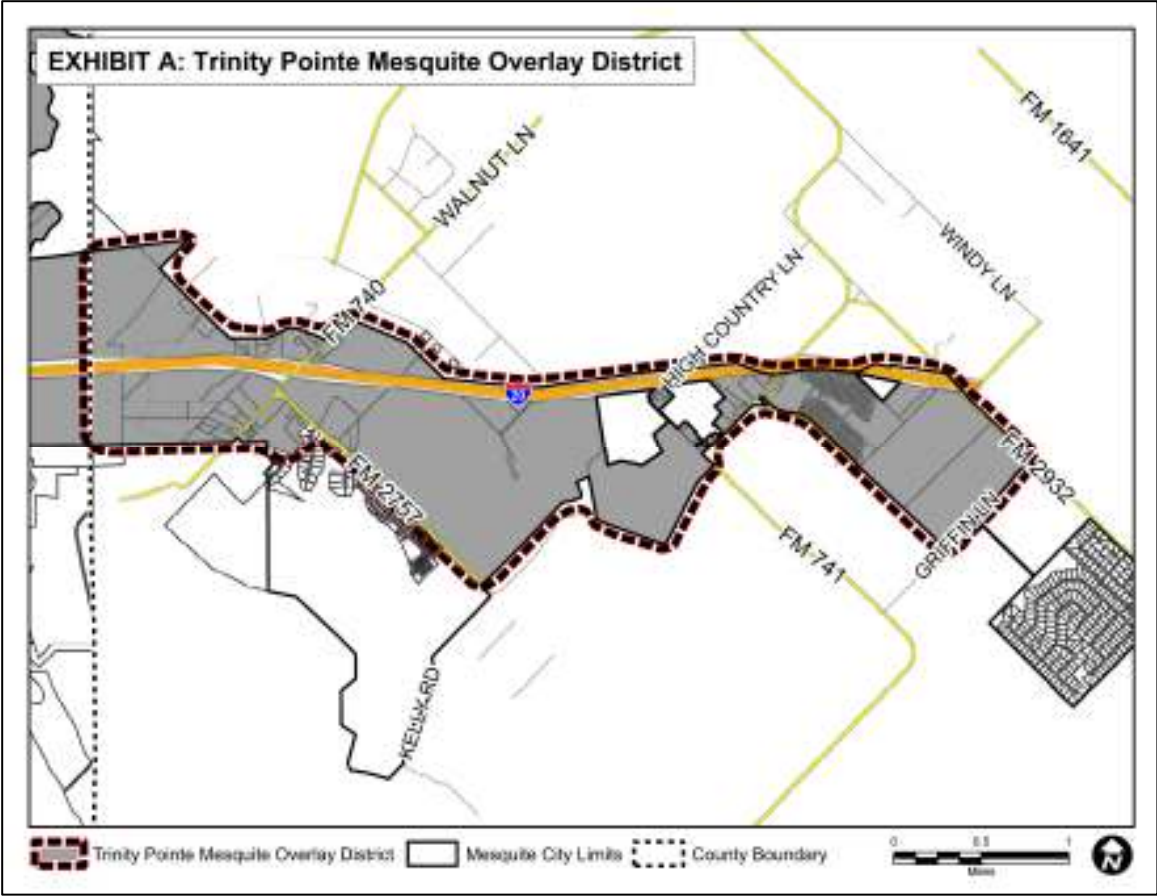 EXHIBIT A: Trinity Pointe Mesquite Overlay District
FM 1641
WALNUT LN
WINDY LN
HIGH COUNTRY LN
FM 740
20
FM 2757
FM 2932
GRIFFIN LN
FM 741
KELLY RD
Trinity Pointe Mesquite Overlay District
Mesquite City Limits
County Boundary
0 0.5 1
Miles
N